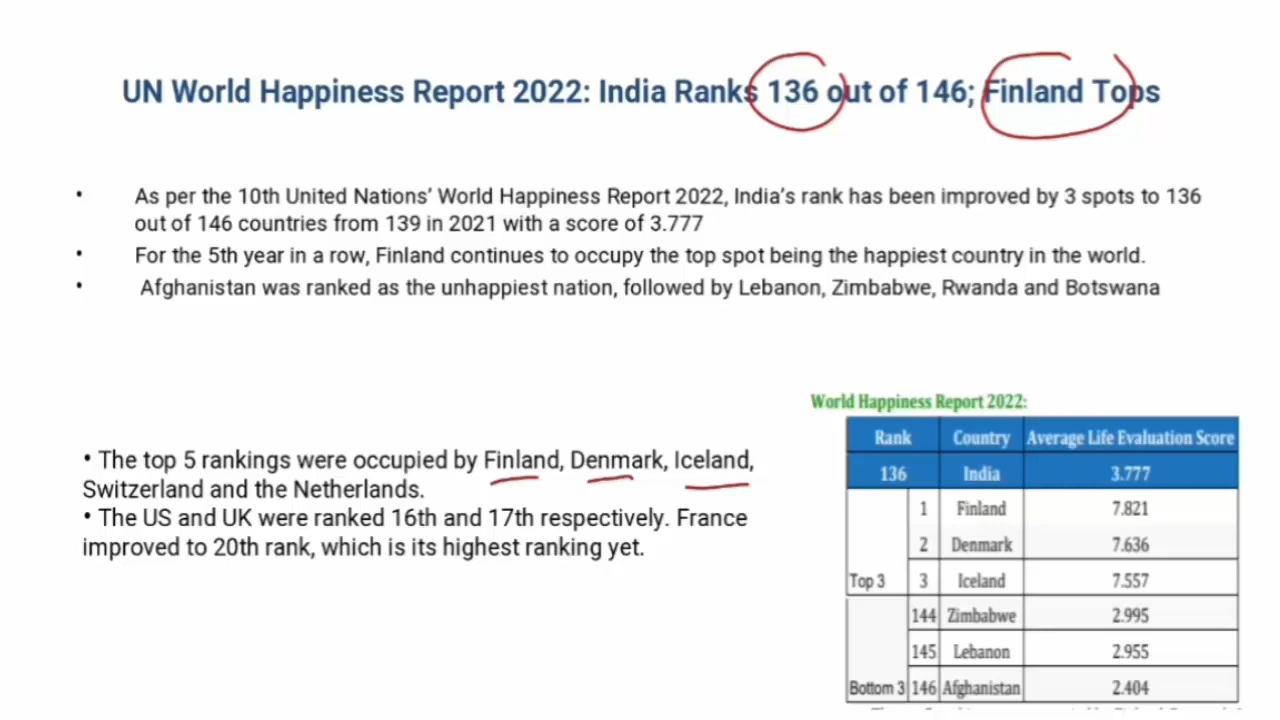 UN World Happiness Report 2022: India Ranks 136 out of 146; Finland Tops
• As per the 10th United Nations’ World Happiness Report 2022, India’s rank has been improved by 3 spots to 136
out of 146 countries from 139 in 2021 with a score of 3.777
• For the 5th year in a row, Finland continues to occupy the top spot being the happiest country in the world.
• Afghanistan was ranked as the unhappiest nation, followed by Lebanon, Zimbabwe, Rwanda and Botswana
• The top 5 rankings were occupied by Finland, Denmark, Iceland,
Switzerland and the Netherlands.
• The US and UK were ranked 16th and 17th respectively. France
improved to 20th rank, which is its highest ranking yet.
World Happiness Report 2022:
Rank Country Average Life Evaluation Score
136 India 3.777
1 Finland 7.821
2 Denmark 7.636
Top 3 3 Iceland 7.557
144 Zimbabwe 2.995
145 Lebanon 2.955
Bottom 3 146 Afghanistan 2.404